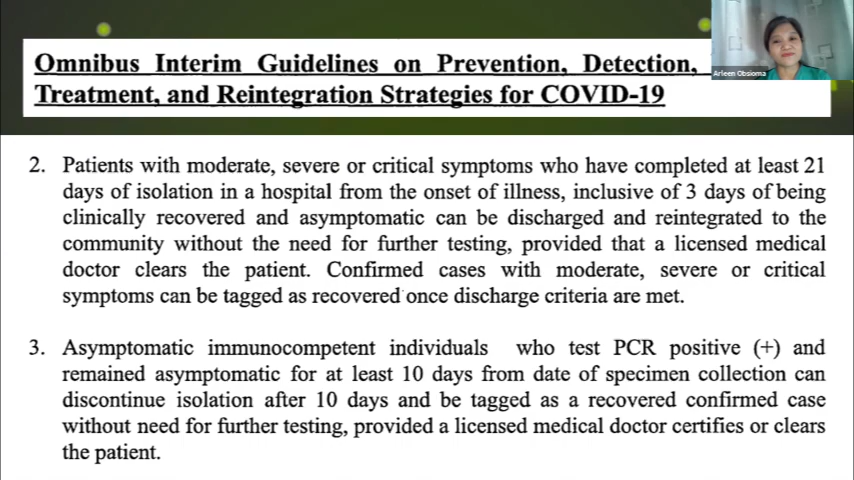 Omnibus Interim Guidelines on Prevention, Detection,
Treatment, and Reintegration Strategies for COVID-19
Arleen Obsioma
2. Patients with moderate, severe or critical symptoms who have completed at least 21
days of isolation in a hospital from the onset of illness, inclusive of 3 days of being
clinically recovered and asymptomatic can be discharged and reintegrated to the
community without the need for further testing, provided that a licensed medical
doctor clears the patient. Confirmed cases with moderate, severe or critical
symptoms can be tagged as recovered once discharge criteria are met.
3. Asymptomatic immunocompetent individuals who test PCR positive (+) and
remained asymptomatic for at least 10 days from date of specimen collection can
discontinue isolation after 10 days and be tagged as a recovered confirmed case
without need for further testing, provided a licensed medical doctor certifies or clears
the patient.